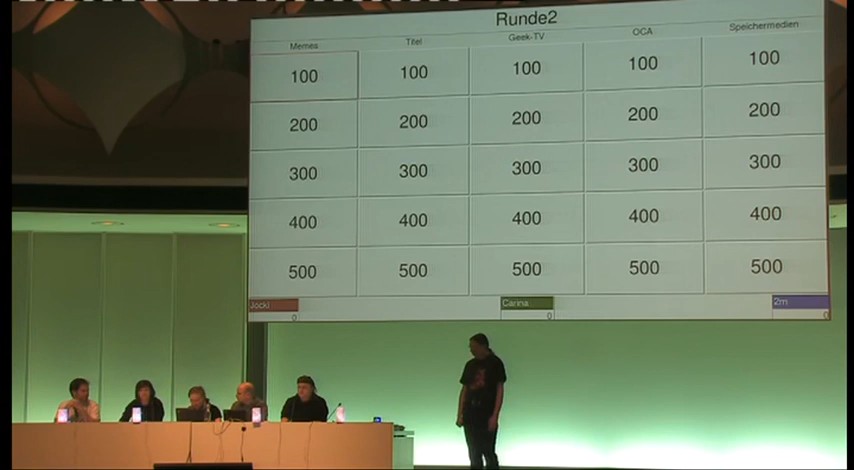 Runde2
Memes Titel Geek-TV OCA Speichermedien
100 100 100 100 100
200 200 200 200 200
300 300 300 300 300
400 400 400 400 400
500 500 500 500 500
Jocki Carina 2m
0 0 0